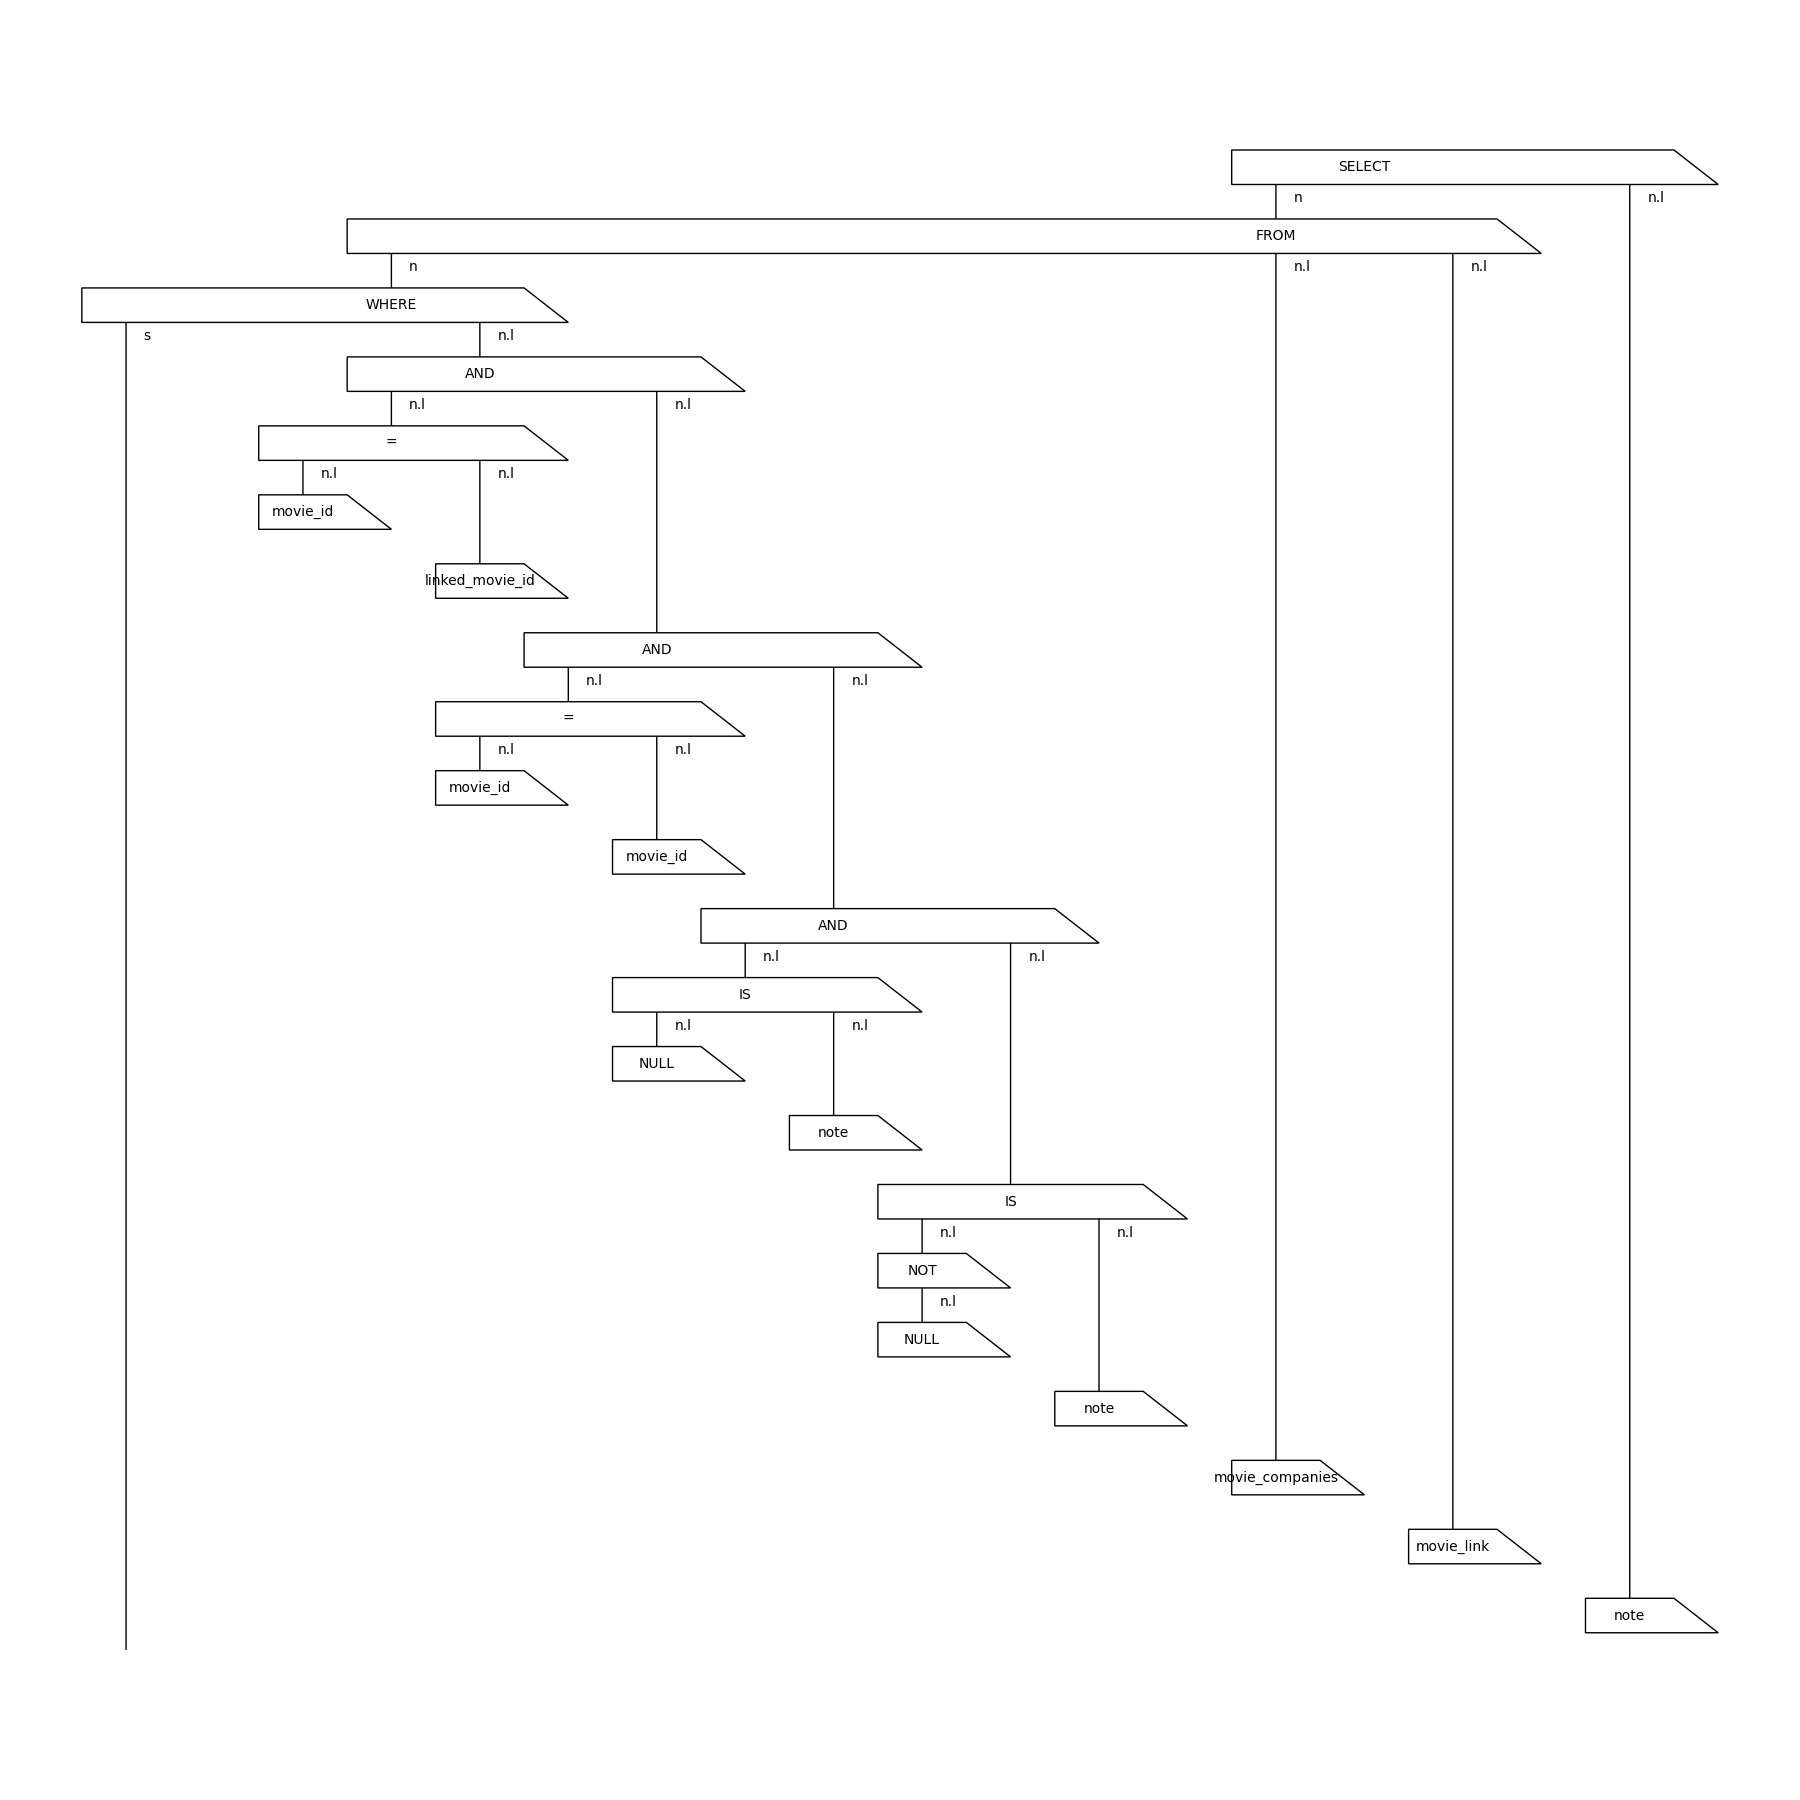 SELECT
n n.l
FROM
n n.l n.l
WHERE
s n.l
AND
n.l n.l
=
n.l n.l
movie_id
linked_movie_id
AND
n.l n.l
=
n.l n.l
movie_id
movie_id
AND
n.l n.l
IS
n.l n.l
NULL
note
IS
n.l n.l
NOT
n.l
NULL
note
movie_companies
movie_link
note